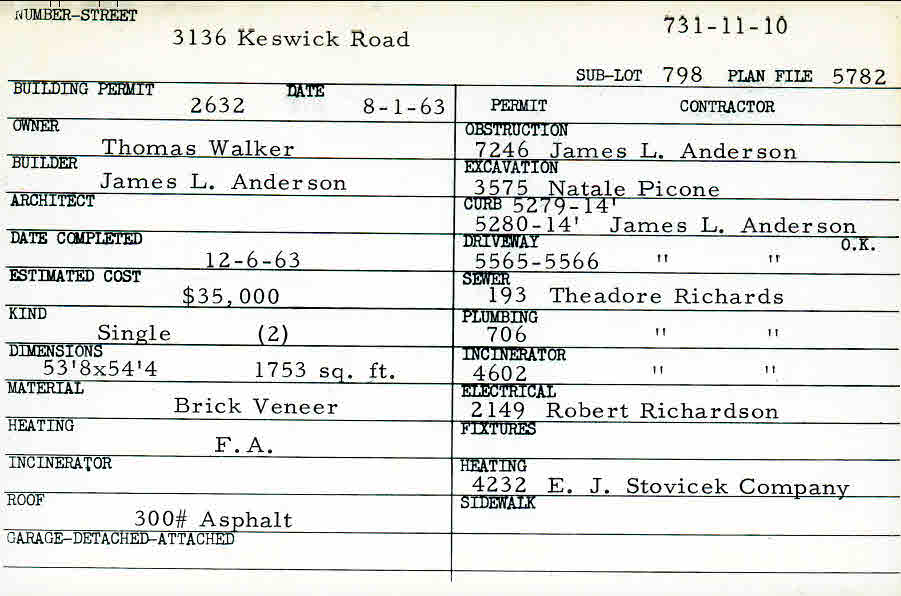 NUMBER-STREET
3136 Keswick Road
731-11-10
SUB-LOT 798 PLAN FILE 5782
BUILDING PERMIT DATE
2632 8-1-63
PERMIT CONTRACTOR
OWNER
Thomas Walker
BUILDER
James L. Anderson
ARCHITECT
DATE COMPLETED
12-6-63
ESTIMATED COST
$35,000
KIND
Single (2)
DIMENSIONS
53'8x54'4 1753 sq. ft.
MATERIAL
Brick Veneer
HEATING
F.A.
INCINERATOR
ROOF
300# Asphalt
GARAGE-DETACHED-ATTACHED
OBSTRUCTION
7246 James L. Anderson
EXCAVATION
3575 Natale Picone
CURB 5279-14'
5280-14' James L. Anderson
DRIVEWAY O.K.
5565-5566 " "
SEWER
193 Theadore Richards
PLUMBING
706 " "
INCINERATOR
4602 " "
ELECTRICAL
2149 Robert Richardson
FIXTURES
HEATING
4232 E. J. Stovicek Company
SIDEWALK